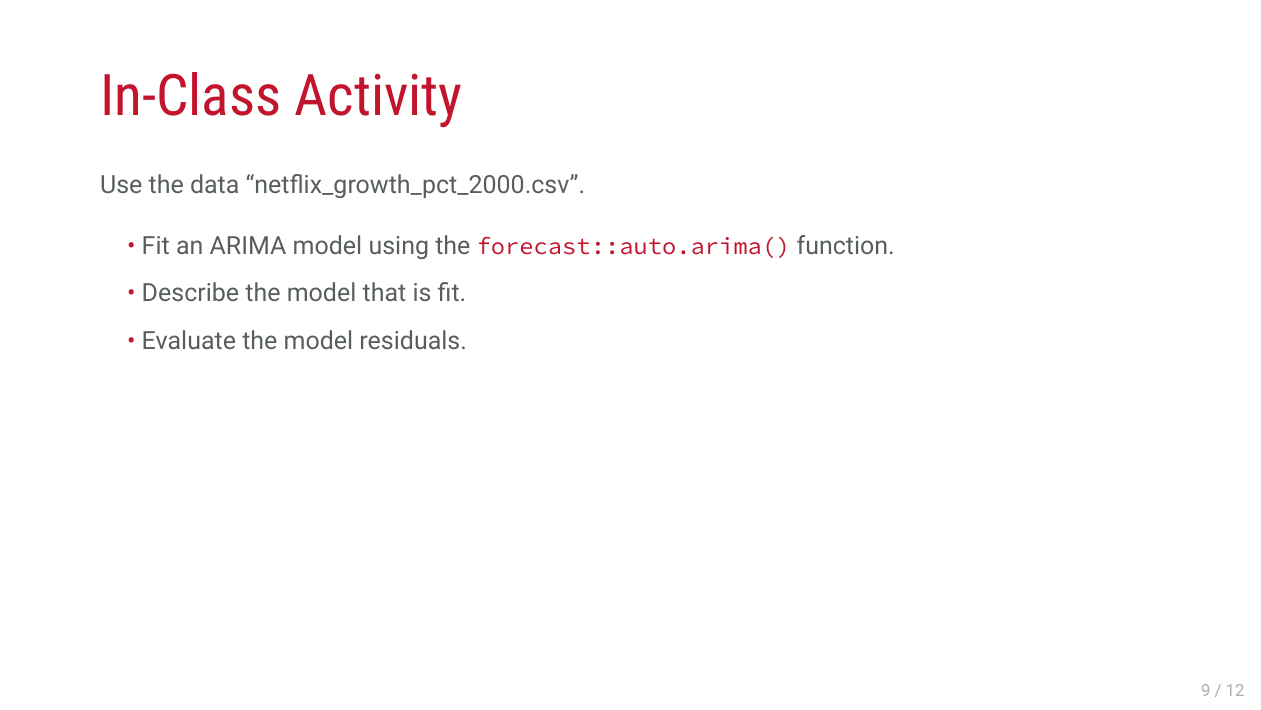 In-Class Activity
Use the data “netflix_growth_pct_2000.csv”.
• Fit an ARIMA model using the forecast::auto.arima() function.
• Describe the model that is fit.
• Evaluate the model residuals.
9 / 12